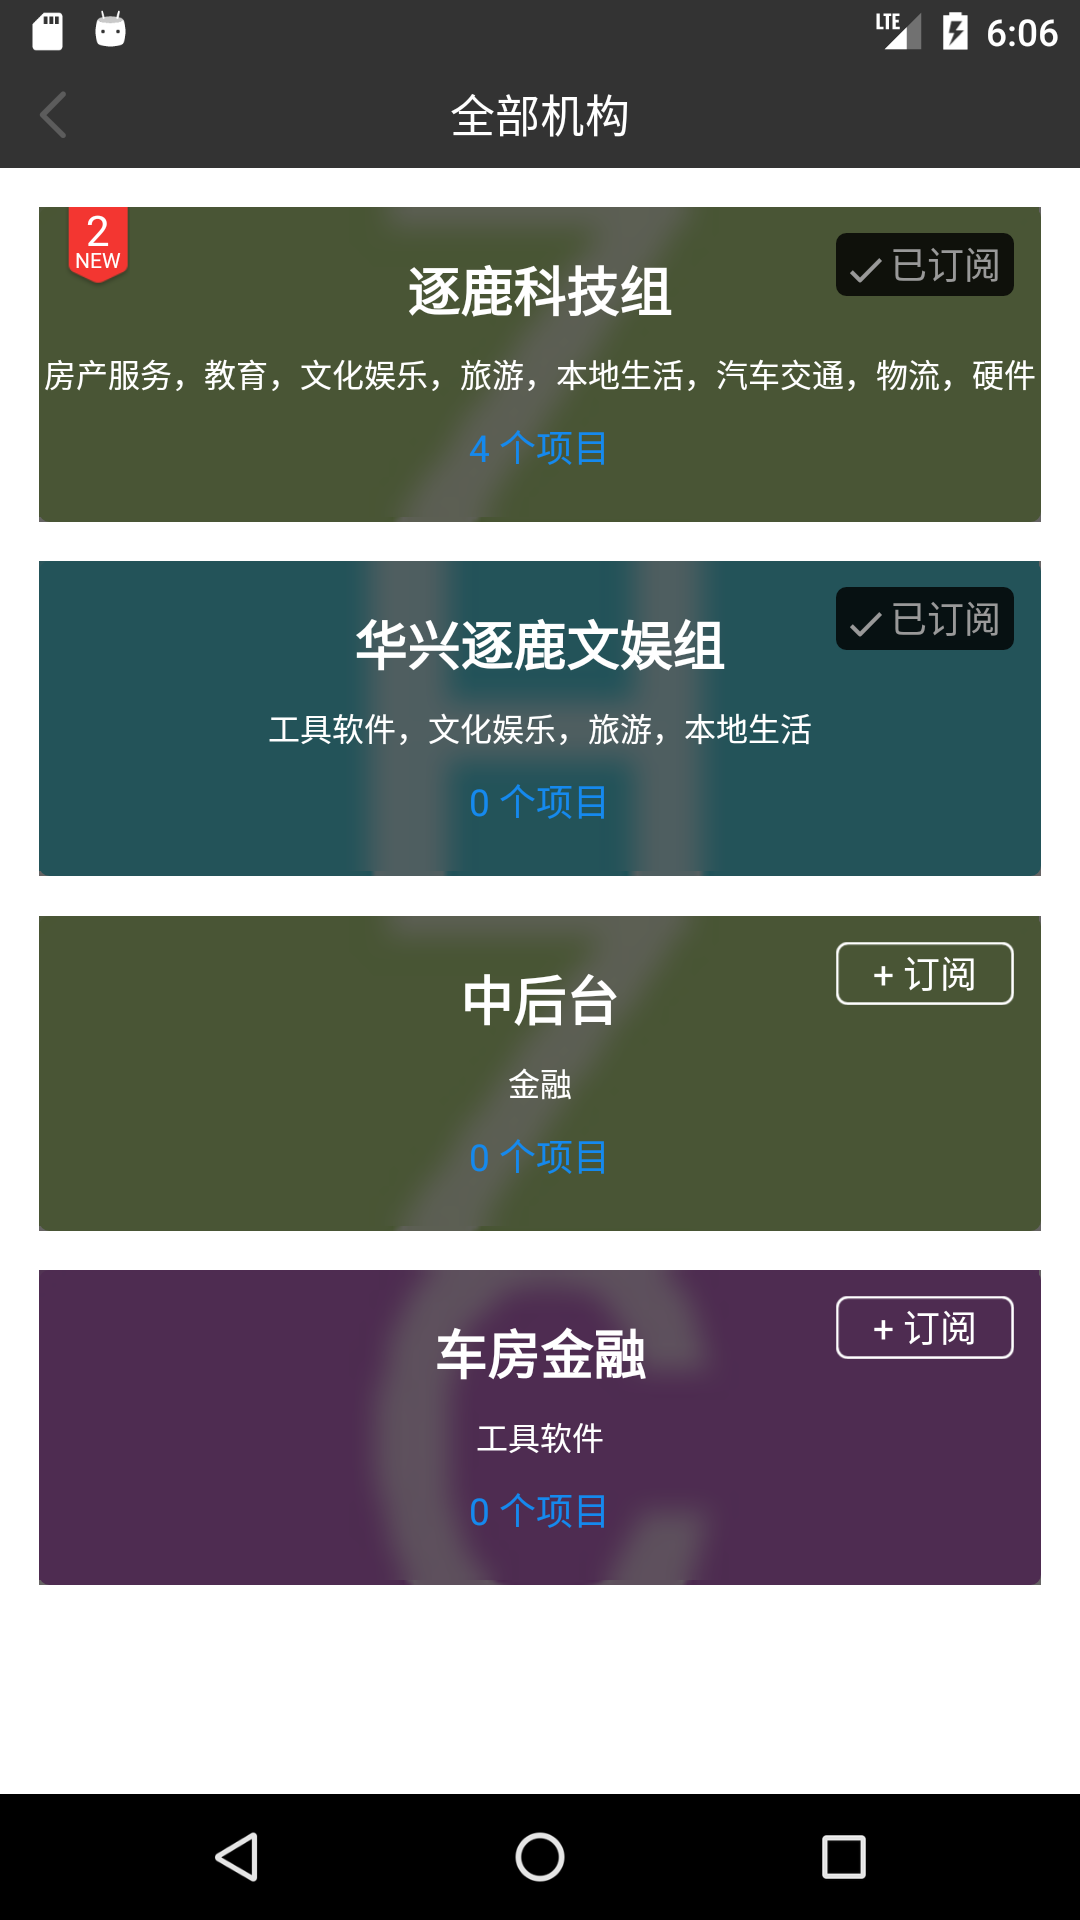 LTE 6:06
全部机构
2
NEW
已订阅
逐鹿科技组
房产服务，教育，文化娱乐，旅游，本地生活，汽车交通，物流，硬件
4 个项目
已订阅
华兴逐鹿文娱组
工具软件，文化娱乐，旅游，本地生活
0 个项目
+ 订阅
中后台
金融
0 个项目
+ 订阅
车房金融
工具软件
0 个项目